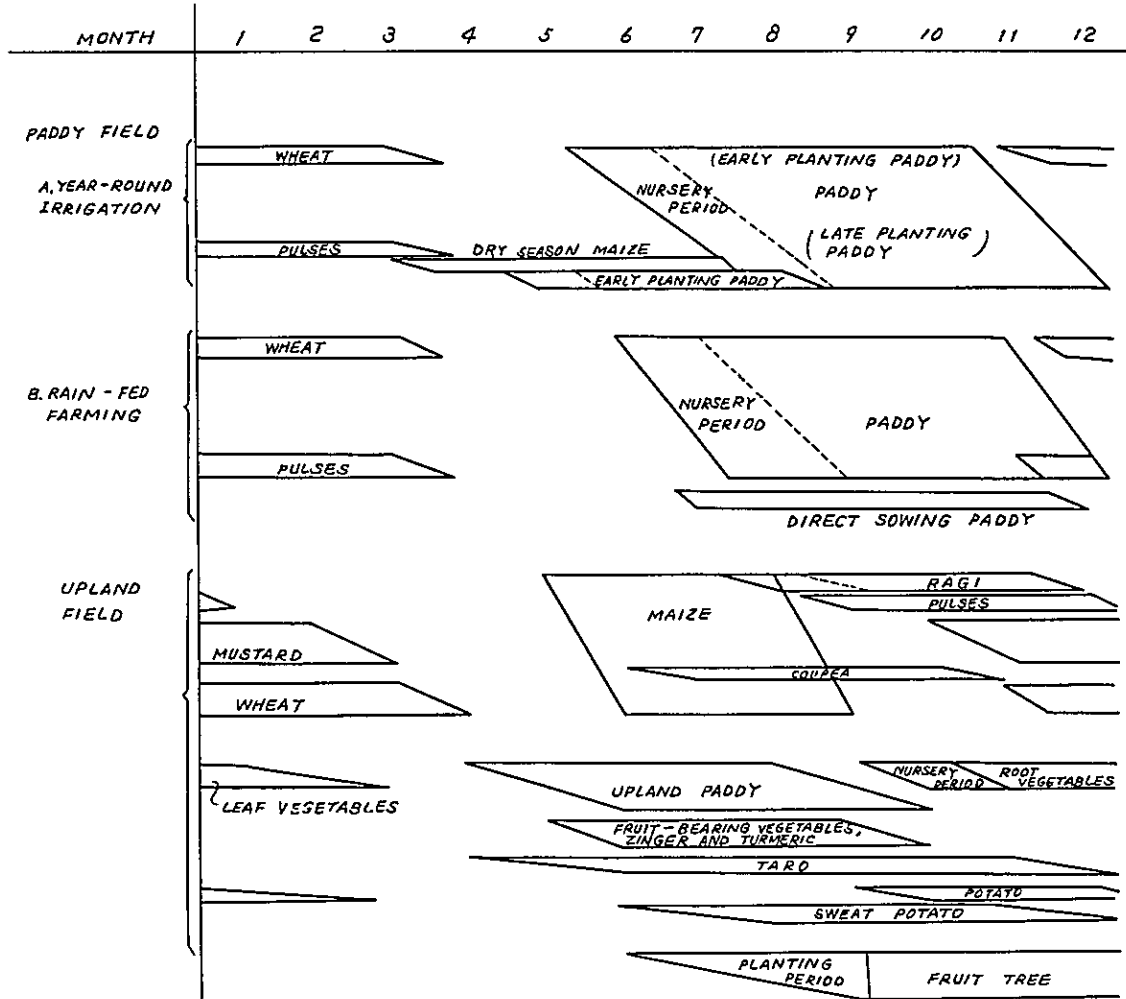 MONTH 1 2 3 4 5 6 7 8 9 10 11 12
PADDY FIELD
A. YEAR-ROUND
IRRIGATION
WHEAT
(EARLY PLANTING PADDY)
NURSERY
PERIOD
PADDY
(LATE PLANTING
PADDY)
PULSES
DRY SEASON MAIZE
EARLY PLANTING PADDY
B. RAIN-FED
FARMING
WHEAT
NURSERY
PERIOD
PADDY
PULSES
DIRECT SOWING PADDY
UPLAND
FIELD
MAIZE
RAGI
PULSES
MUSTARD
COUPEA
WHEAT
LEAF VEGETABLES
UPLAND PADDY
NURSERY
PERIOD
ROOT
VEGETABLES
FRUIT-BEARING VEGETABLES,
ZINGER AND TURMERIC
TARO
POTATO
SWEAT POTATO
PLANTING
PERIOD
FRUIT TREE